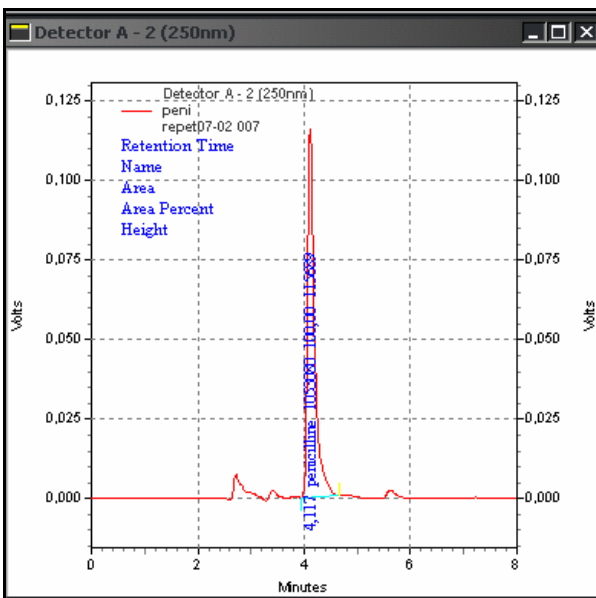 Detector A - 2 (250nm)
Detector A - 2 (250nm)
peni
repet07-02 007
Retention Time
Name
Area
Area Percent
Height
0,125
0,100
0,075
0,050
0,025
0,000
Volts
0,125
0,100
0,075
0,050
0,025
0,000
Volts
4,117 penicilline 100,00
0
2
4
6
8
Minutes